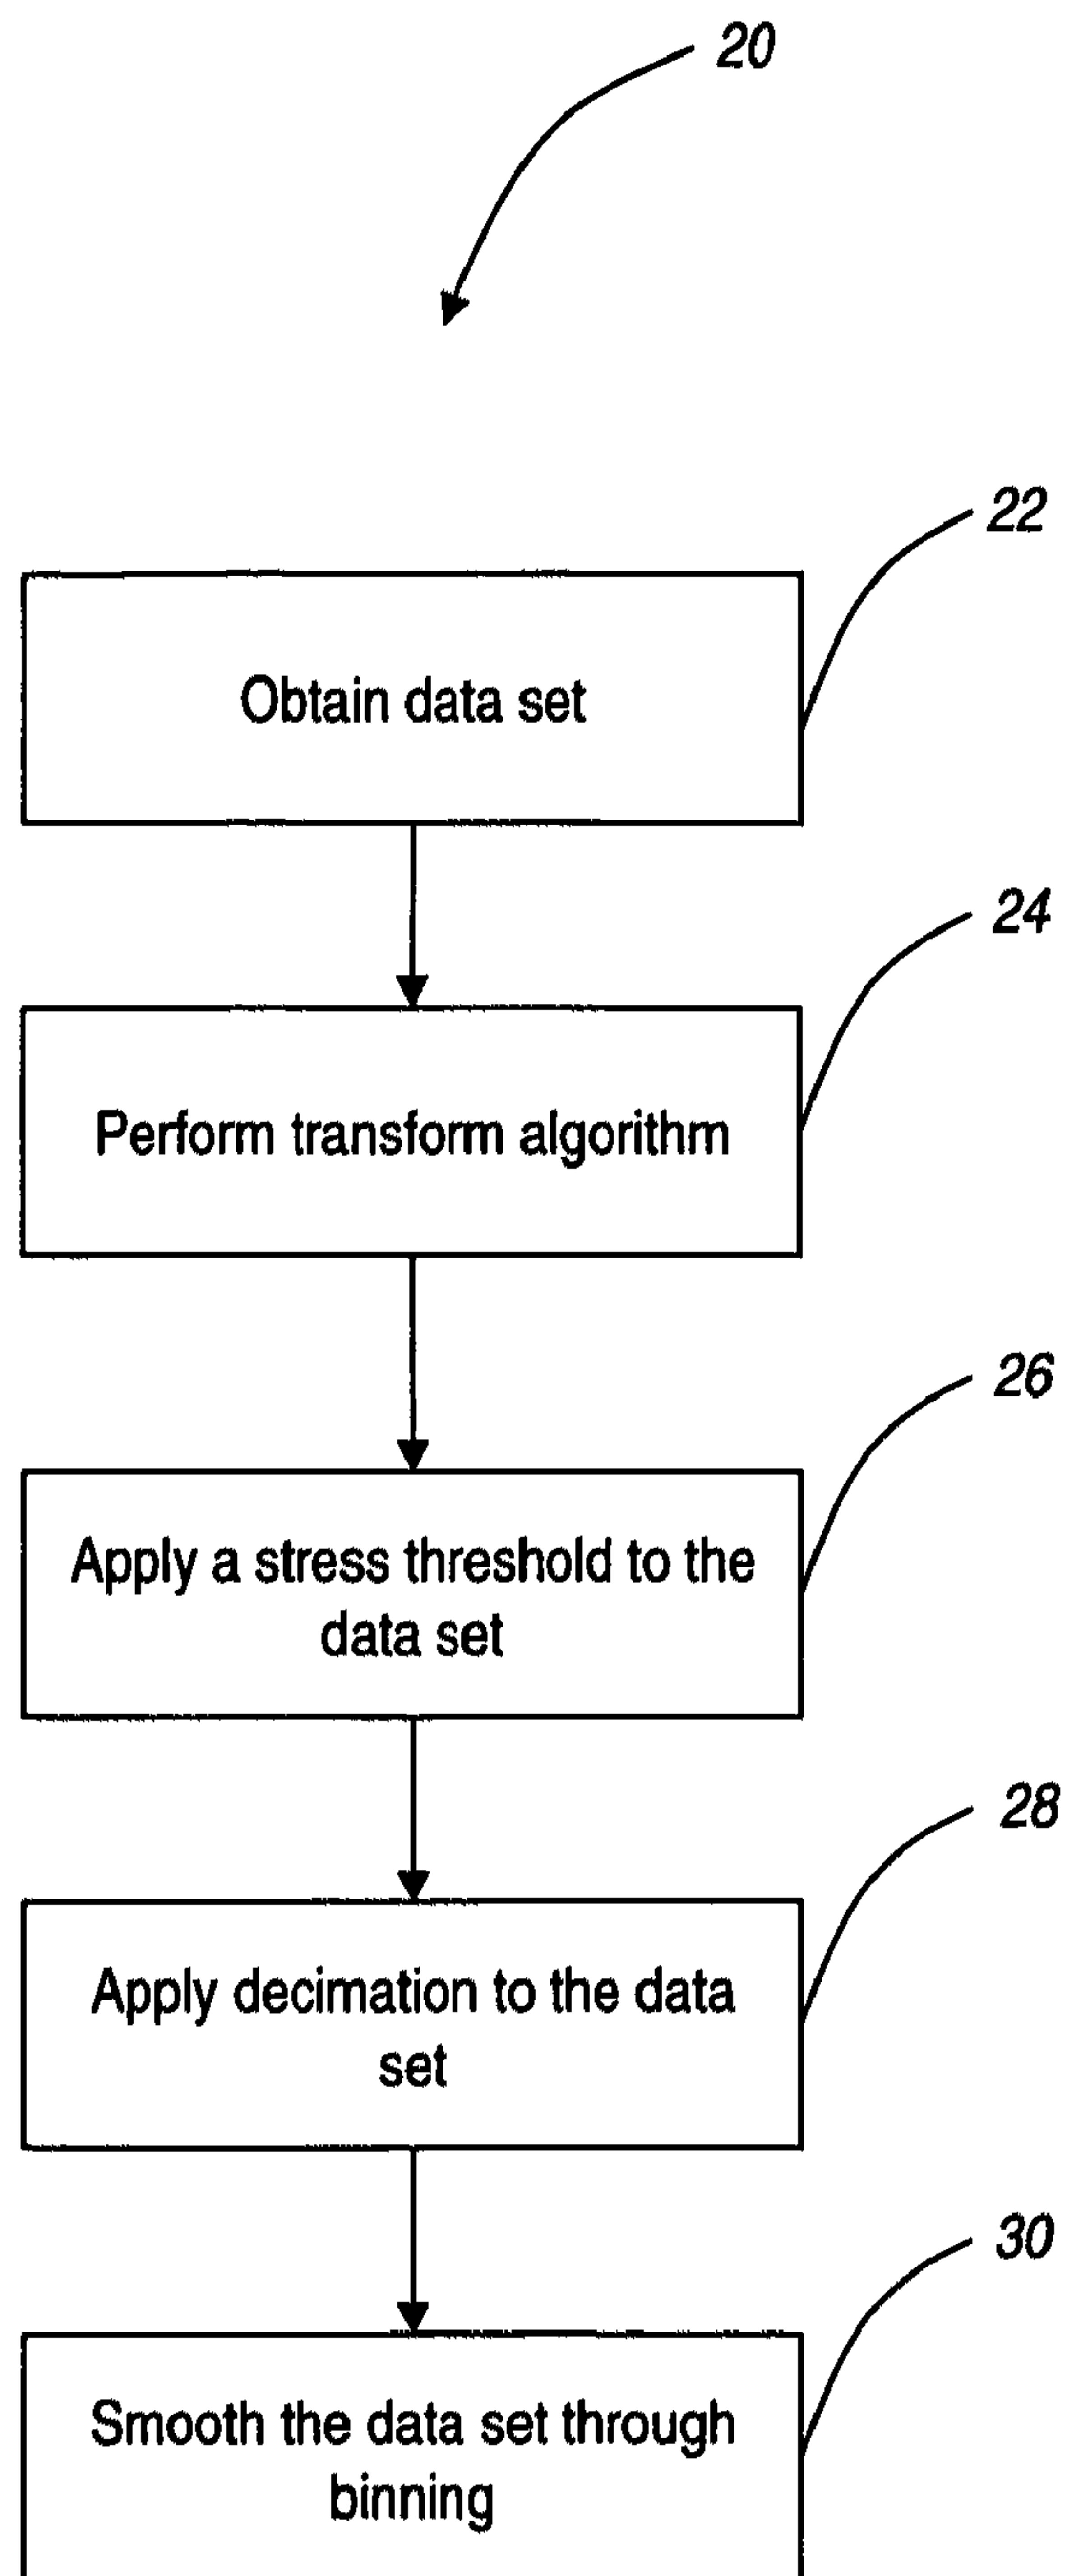 20
22
Obtain data set
24
Perform transform algorithm
26
Apply a stress threshold to the
data set
28
Apply decimation to the data
set
30
Smooth the data set through
binning